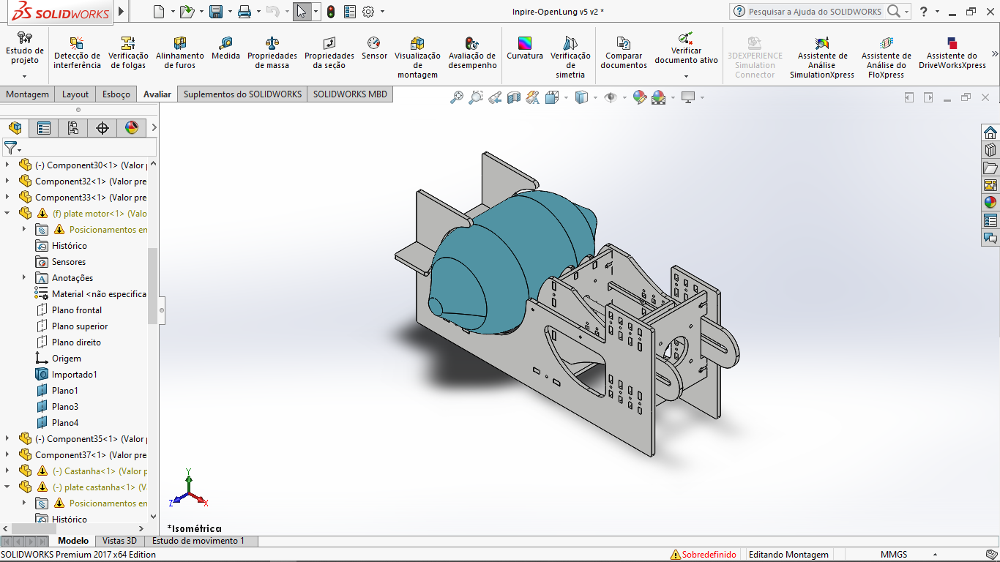 SOLIDWORKS
Inpire-OpenLung v5 v2 *
Pesquisar a Ajuda do SOLIDWORKS
?
Estudo de
projeto
Detecção de
interferência
Verificação
de folgas
Alinhamento
de furos
Medida
Propriedades
de massa
Propriedades
da seção
Sensor
Visualização
de
montagem
Avaliação de
desempenho
Curvatura
Verificação
de
simetria
Comparar
documentos
Verificar
documento ativo
3DEXPERIENCE
Simulation
Connector
Assistente de
Análise
SimulationXpress
Assistente de
Análise do
FloXpress
Assistente do
DriveWorksXpress
Montagem
Layout
Esboço
Avaliar
Suplementos do SOLIDWORKS
SOLIDWORKS MBD
(-) Component30<1> (Valor p
Component32<1> (Valor pre
Component33<1> (Valor pre
(f) plate motor<1> (Valo
Posicionamentos en
Histórico
Sensores
Anotações
Material <não especifica
Plano frontal
Plano superior
Plano direito
Origem
Importado1
Plano1
Plano3
Plano4
(-) Component35<1> (Valor p
Component37<1> (Valor pre
(-) Castanha<1> (Valor p
(-) plate castanha<1> (Va
Posicionamentos en
Histórico
Y
Z
X
*Isométrica
Modelo
Vistas 3D
Estudo de movimento 1
SOLIDWORKS Premium 2017 x64 Edition
Sobredefinido
Editando Montagem
MMGS